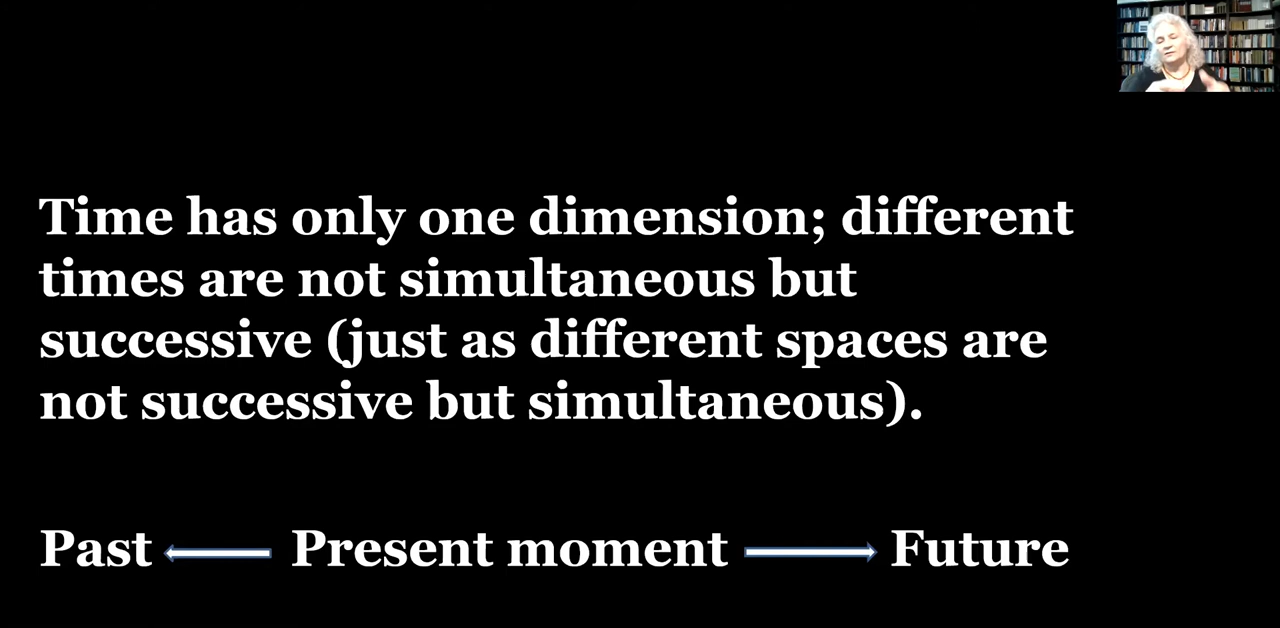 Time has only one dimension; different
times are not simultaneous but
successive (just as different spaces are
not successive but simultaneous).
Past Present moment Future